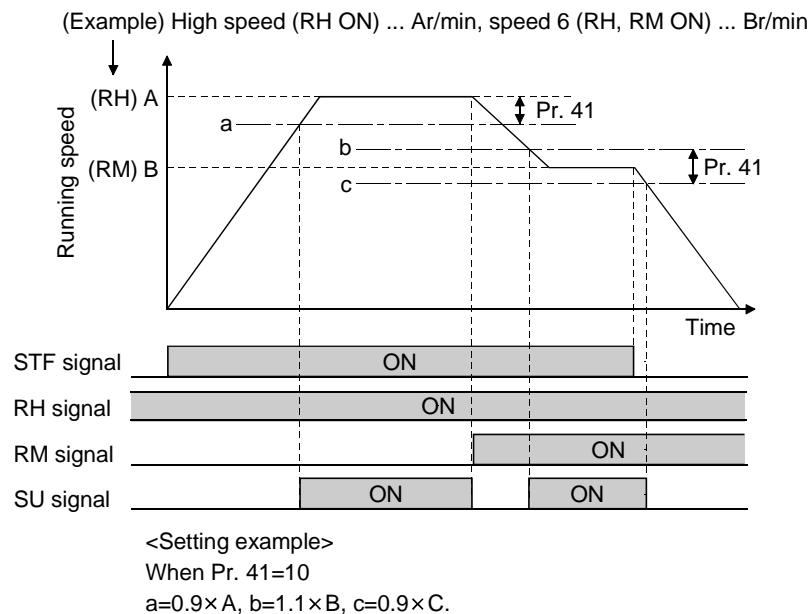 (Example) High speed (RH ON) ... Ar/min, speed 6 (RH, RM ON) ... Br/min
Running speed
(RH) A
a
Pr. 41
b
(RM) B
Pr. 41
c
Time
STF signal
ON
RH signal
ON
RM signal
ON
SU signal
ON
ON
<Setting example>
When Pr. 41=10
a=0.9×A, b=1.1×B, c=0.9×C.